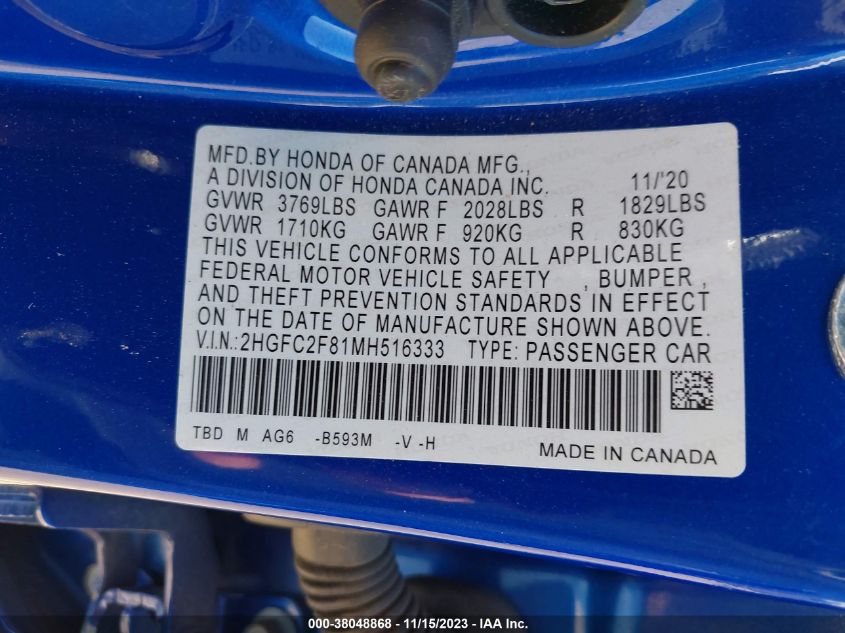 MFD.BY HONDA OF CANADA MFG.,
A DIVISION OF HONDA CANADA INC. 11/'20
GVWR 3769LBS GAWR F 2028LBS R 1829LBS
GVWR 1710KG GAWR F 920KG R 830KG
THIS VEHICLE CONFORMS TO ALL APPLICABLE
FEDERAL MOTOR VEHICLE SAFETY , BUMPER ,
AND THEFT PREVENTION STANDARDS IN EFFECT
ON THE DATE OF MANUFACTURE SHOWN ABOVE.
V.I.N.:2HGFC2F81MH516333 TYPE: PASSENGER CAR
TBD M AG6 -B593M -V -H
MADE IN CANADA
000-38048868 - 11/15/2023 - IAA Inc.